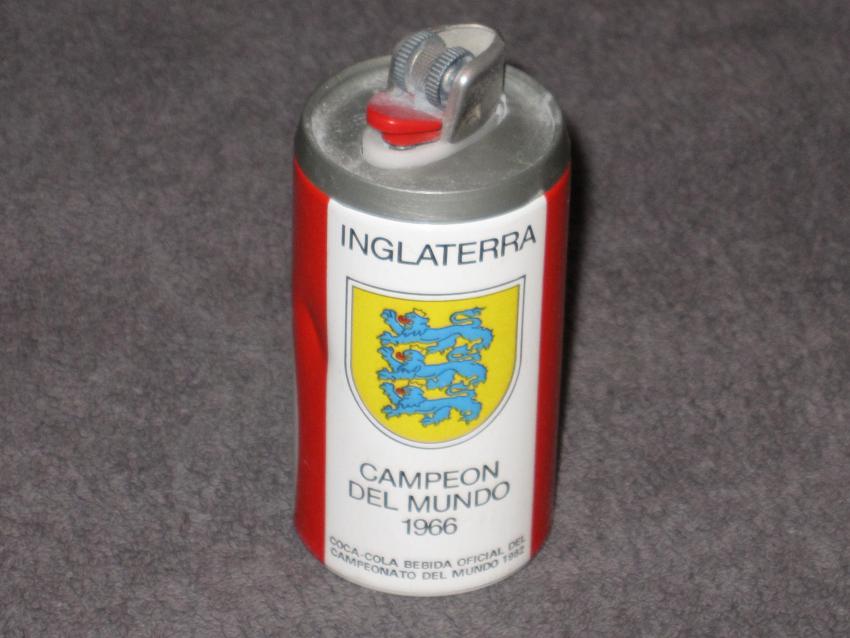 INGLATERRA
CAMPEON
DEL MUNDO
1966
COCA-COLA BEBIDA OFICIAL DEL
CAMPEONATO DEL MUNDO 1982